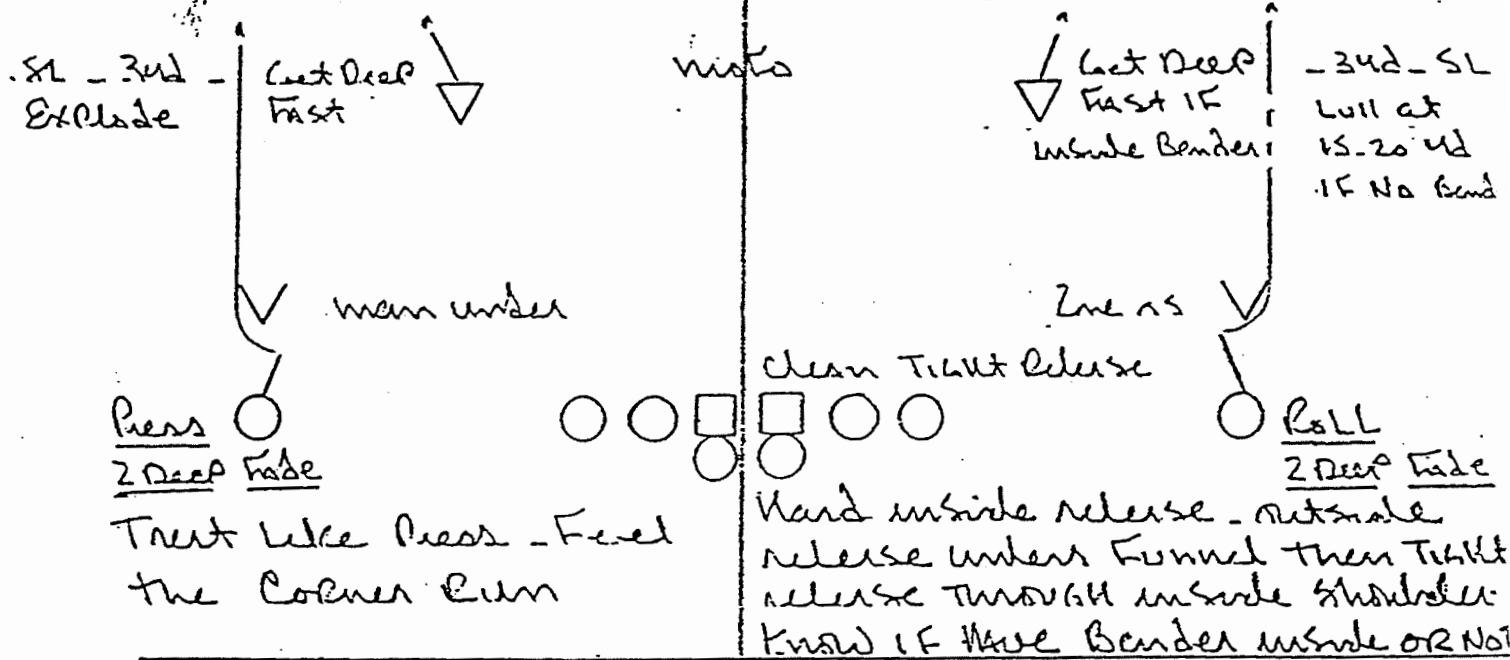 .SL - 3yd -
Explode
Get Deep
Fast
man under
Press
2 Deep Fade
Treat Like Press - Feel
the Corner Run
Get Deep
Fast IF
inside Bender
- 3yd - SL
Lull at
15-20 yd
.IF No Bend
Clean Tight Release
Roll
2 Deep Fade
Hard inside release - outside
release unless Funnel then Tight
release Through inside Shoulder.
Know IF Have Bender inside OR NOT